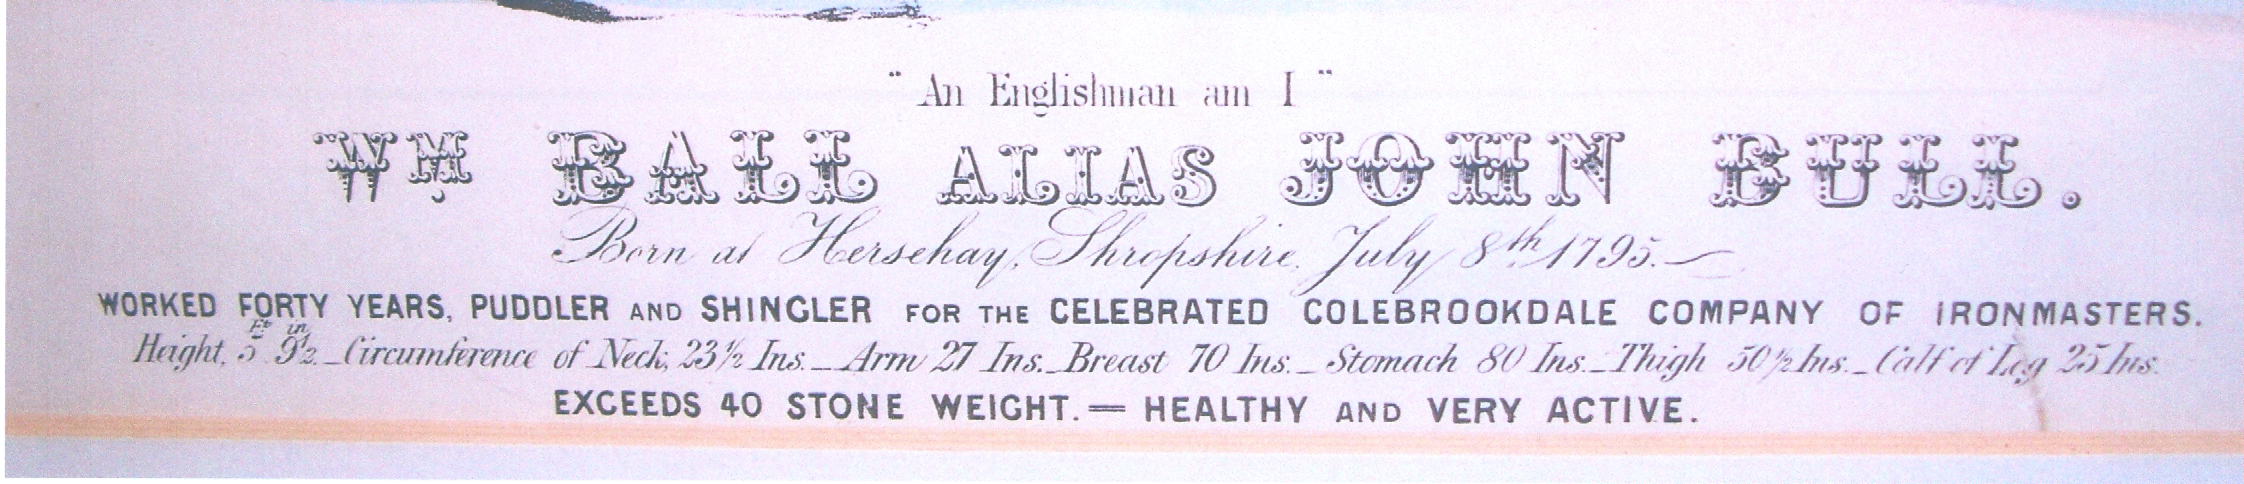 "An Englishman am I"
WM BALL ALIAS JOHN BULL.
Born at Hersehay, Shropshire, July 8th 1795.
WORKED FORTY YEARS, PUDDLER AND SHINGLER FOR THE CELEBRATED COLEBROOKDALE COMPANY OF IRONMASTERS.
Height, 5 Ft 9½ in _ Circumference of Neck, 23½ Ins. _ Arm 27 Ins. _ Breast 70 Ins. _ Stomach 80 Ins. _ Thigh 50½ Ins. _ Calf of Leg 25 Ins.
EXCEEDS 40 STONE WEIGHT. = HEALTHY AND VERY ACTIVE.